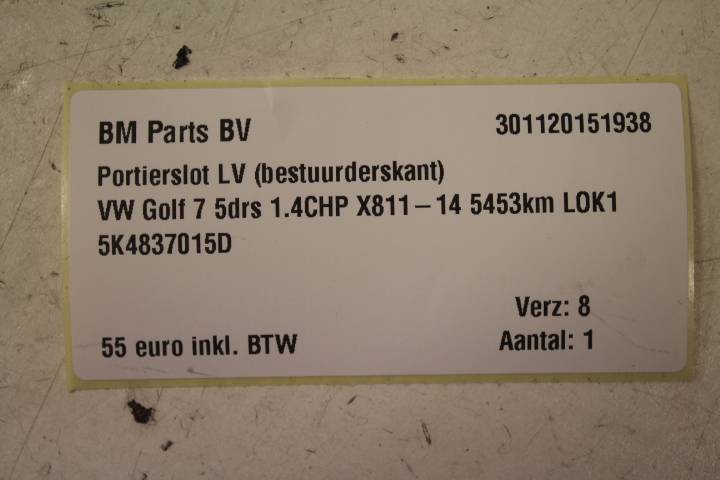 BM Parts BV 301120151938
Portierslot LV (bestuurderskant)
VW Golf 7 5drs 1.4CHP X811-14 5453km LOK1
5K4837015D
Verz: 8
55 euro inkl. BTW Aantal: 1